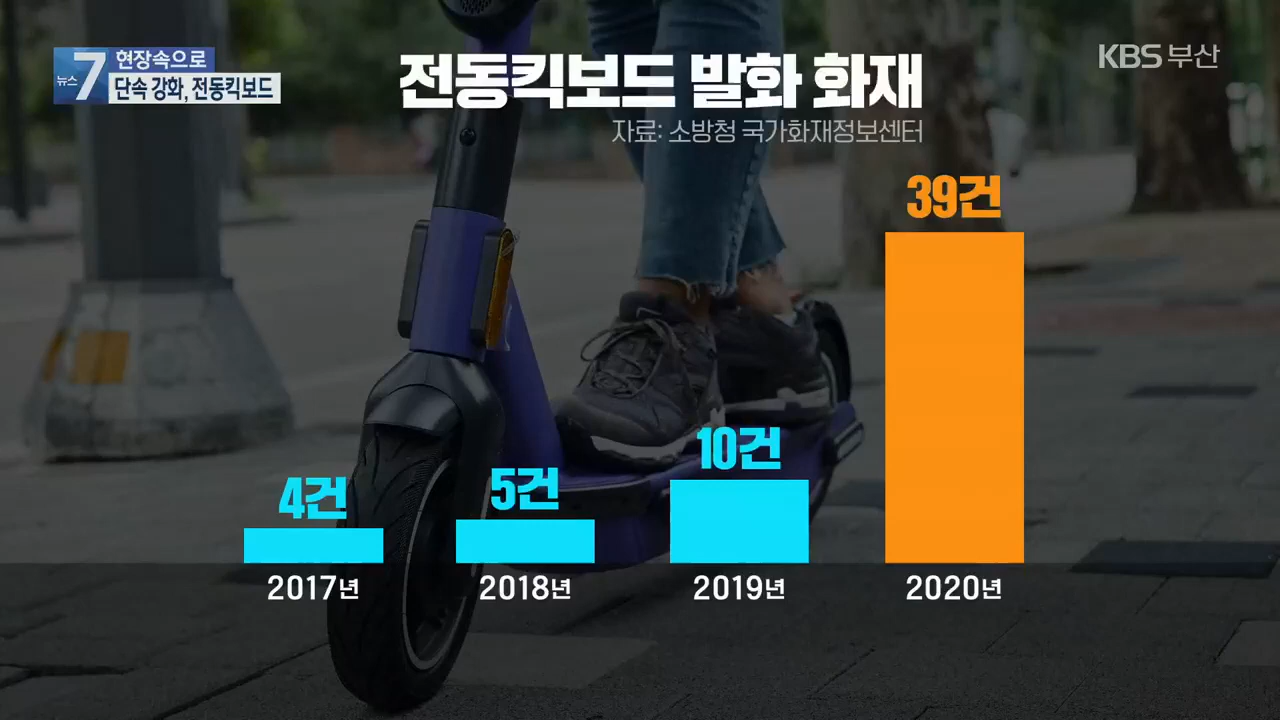 뉴스 7
현장속으로
단속 강화, 전동킥보드
KBS 부산
전동킥보드 발화 화재
자료: 소방청 국가화재정보센터
4건
5건
10건
39건
2017년
2018년
2019년
2020년